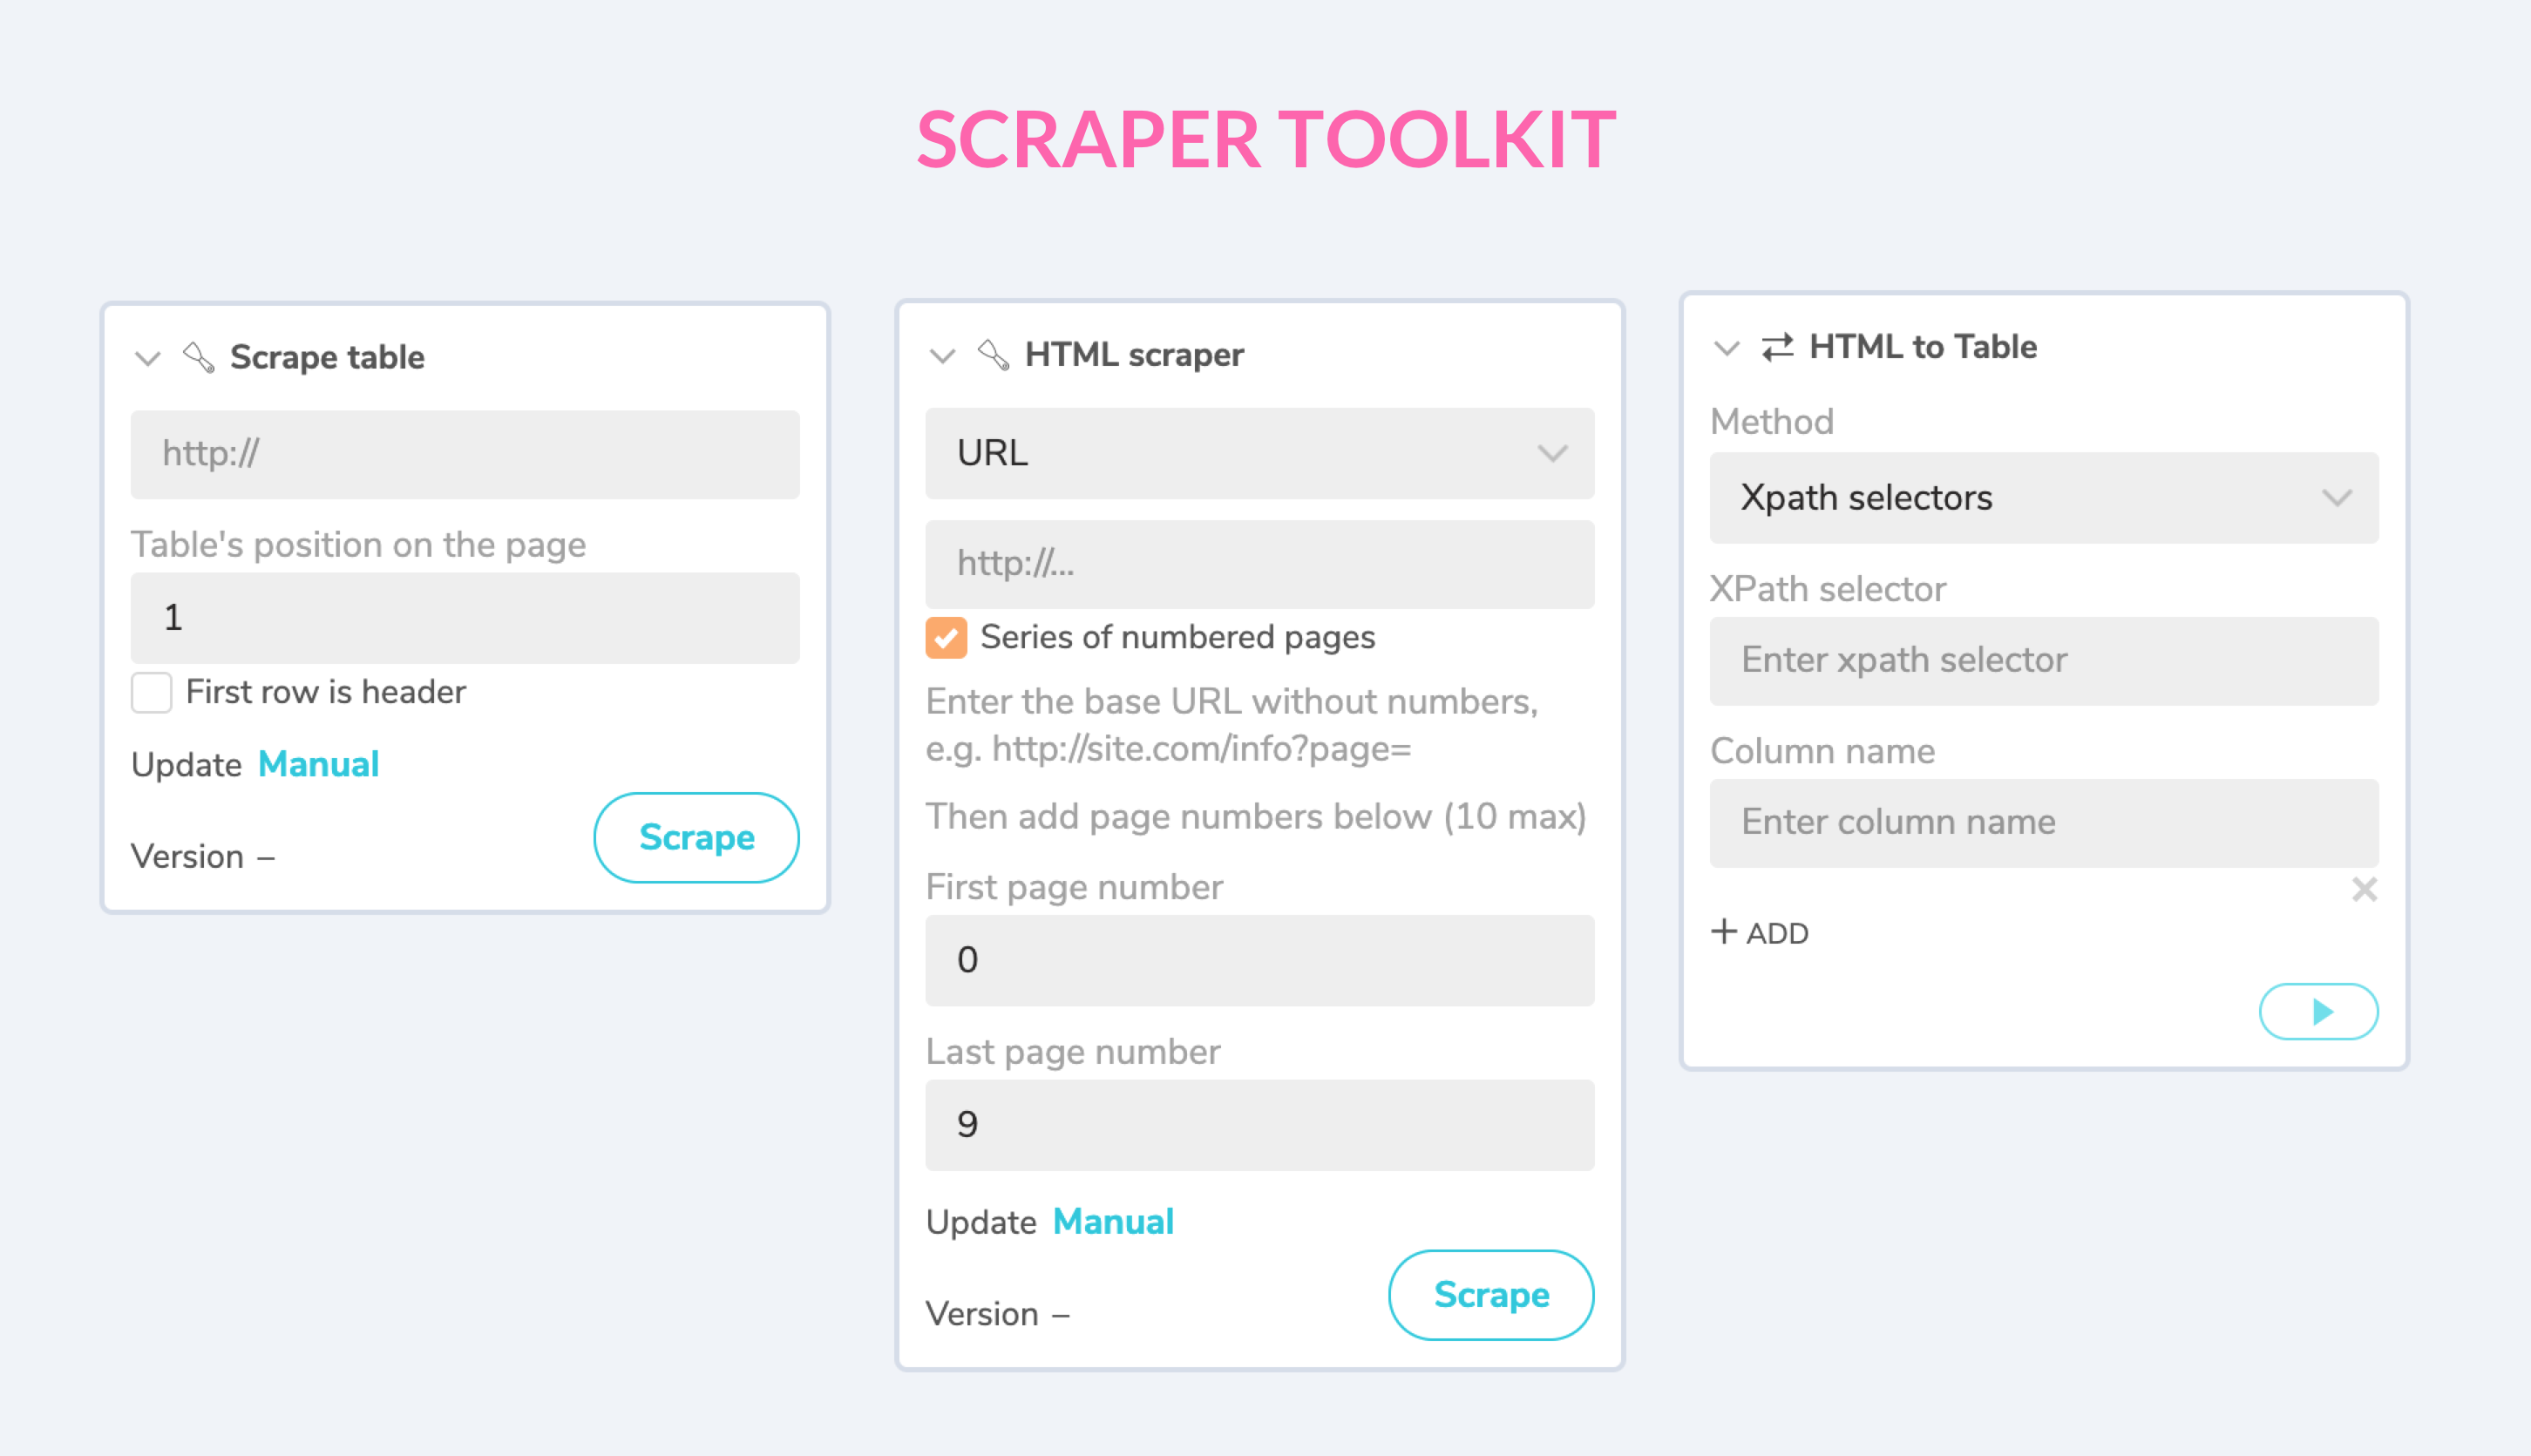 SCRAPER TOOLKIT
Scrape table
http://
Table's position on the page
1
First row is header
Update Manual
Version –
Scrape
HTML scraper
URL
http://...
Series of numbered pages
Enter the base URL without numbers,
e.g. http://site.com/info?page=
Then add page numbers below (10 max)
First page number
0
Last page number
9
Update Manual
Version –
Scrape
HTML to Table
Method
Xpath selectors
XPath selector
Enter xpath selector
Column name
Enter column name
+ ADD